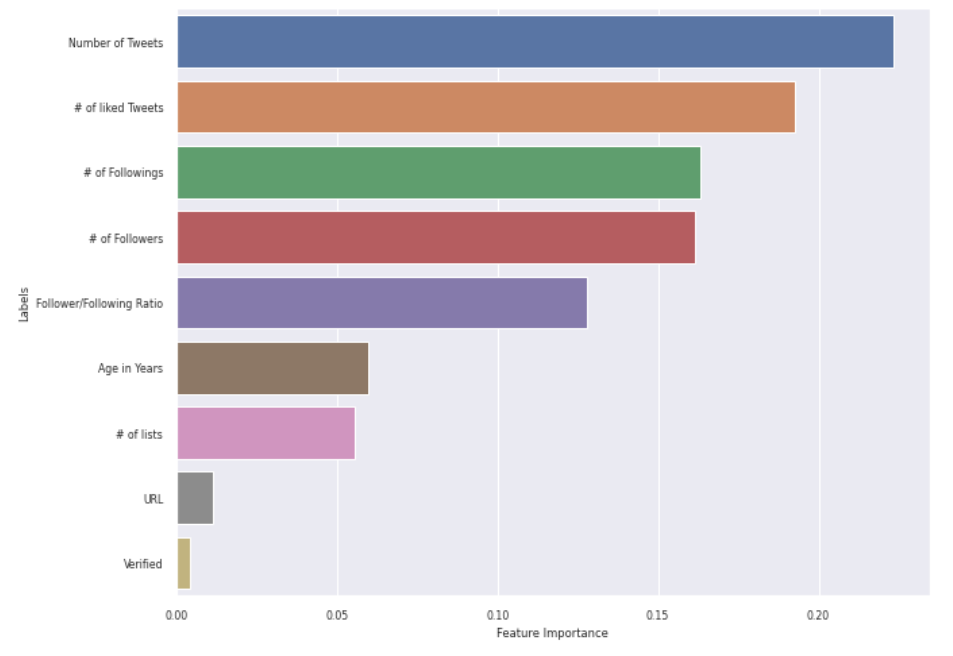 Number of Tweets
# of liked Tweets
# of Followings
# of Followers
Follower/Following Ratio
Age in Years
# of lists
URL
Verified
Labels
0.00 0.05 0.10 0.15 0.20
Feature Importance